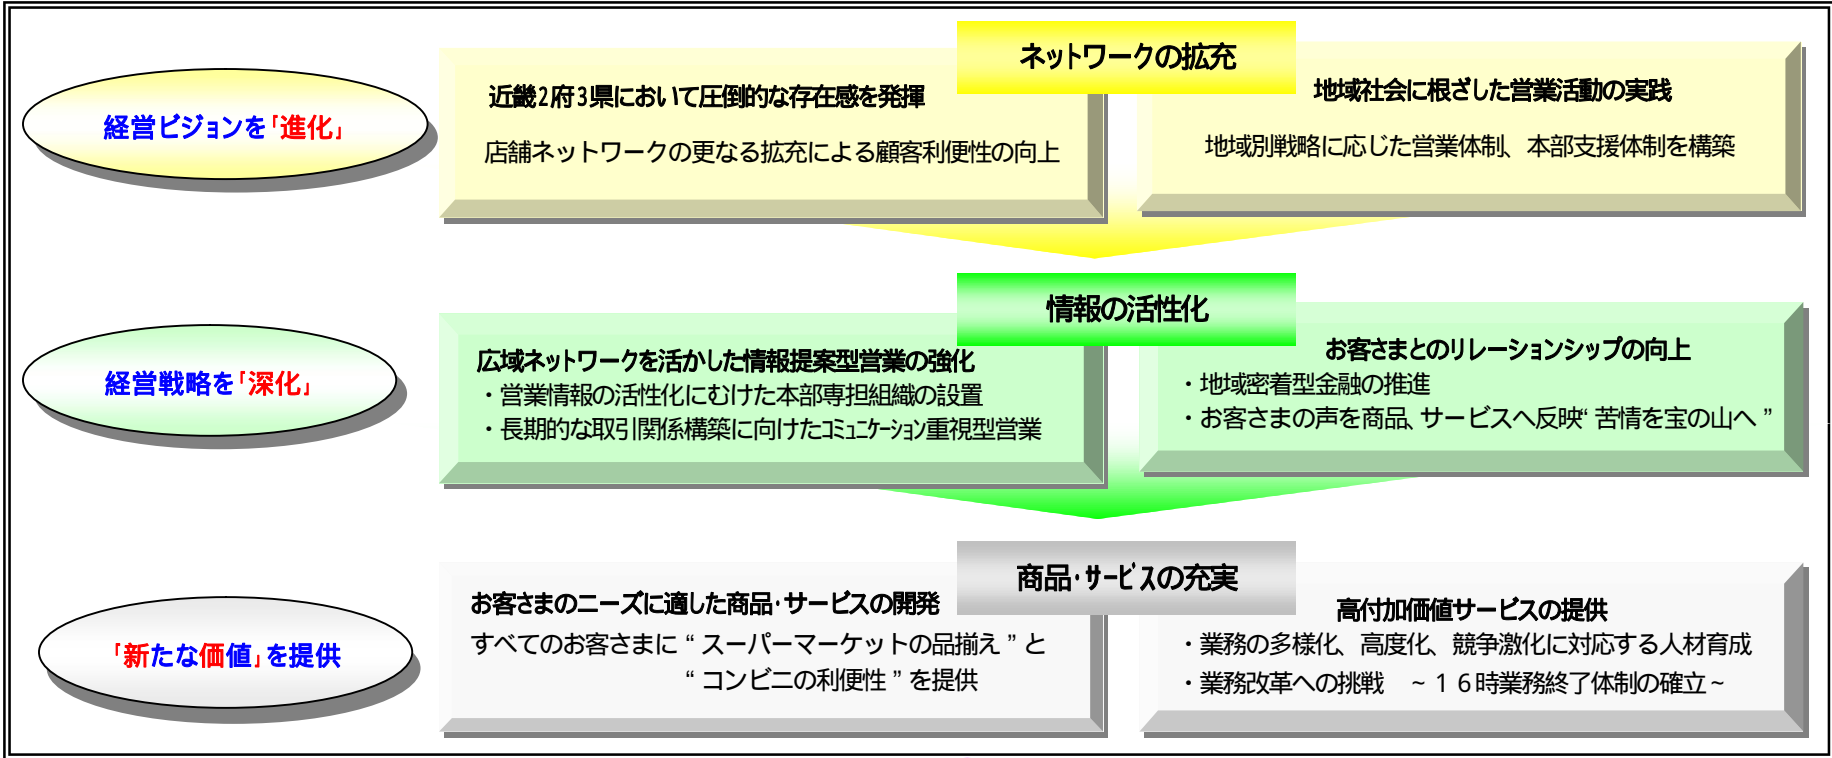 ネットワークの拡充
経営ビジョンを「進化」
近畿2府3県において圧倒的な存在感を発揮
店舗ネットワークの更なる拡充による顧客利便性の向上
地域社会に根ざした営業活動の実践
地域別戦略に応じた営業体制、本部支援体制を構築
情報の活性化
経営戦略を「深化」
広域ネットワークを活かした情報提案型営業の強化
・営業情報の活性化にむけた本部専担組織の設置
・長期的な取引関係構築に向けたｺﾐｭﾆｹｰｼｮﾝ重視型営業
お客さまとのリレーションシップの向上
・地域密着型金融の推進
・お客さまの声を商品、サービスへ反映“苦情を宝の山へ”
商品・サービスの充実
「新たな価値」を提供
お客さまのニーズに適した商品・サービスの開発
すべてのお客さまに“スーパーマーケットの品揃え”と
“コンビニの利便性”を提供
高付加価値サービスの提供
・業務の多様化、高度化、競争激化に対応する人材育成
・業務改革への挑戦　～１６時業務終了体制の確立～